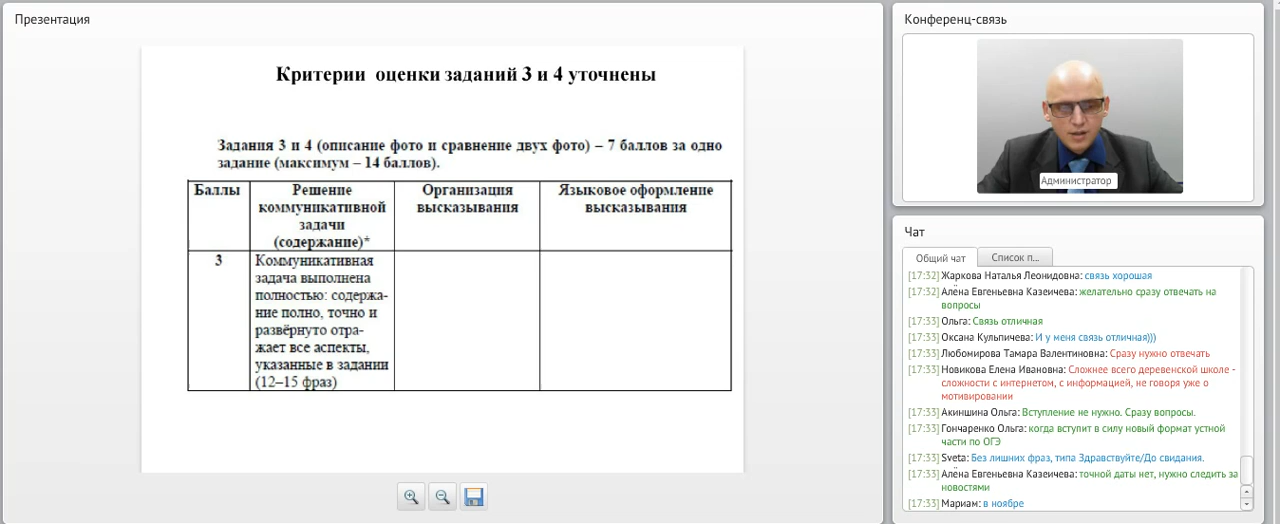 Презентация
Критерии оценки заданий 3 и 4 уточнены
Задания 3 и 4 (описание фото и сравнение двух фото) – 7 баллов за одно
задание (максимум – 14 баллов).
Баллы
Решение
коммуникативной
задачи
(содержание)*
Организация
высказывания
Языковое оформление
высказывания
3
Коммуникативная
задача выполнена
полностью: содержа-
ние полно, точно и
развёрнуто отра-
жает все аспекты,
указанные в задании
(12–15 фраз)
Конференц-связь
Администратор
Чат
Общий чат
Список п...
[17:32] Жаркова Наталья Леонидовна: связь хорошая
[17:32] Алёна Евгеньевна Казеичева: желательно сразу отвечать на
вопросы
[17:33] Ольга: Связь отличная
[17:33] Оксана Кульпичева: И у меня связь отличная)))
[17:33] Любомирова Тамара Валентиновна: Сразу нужно отвечать
[17:33] Новикова Елена Ивановна: Сложнее всего деревенской школе -
сложности с интернетом, с информацией, не говоря уже о
мотивировании
[17:33] Акиншина Ольга: Вступление не нужно. Сразу вопросы.
[17:33] Гончаренко Ольга: когда вступит в силу новый формат устной
части по ОГЭ
[17:33] Sveta: Без лишних фраз, типа Здравствуйте/До свидания.
[17:33] Алёна Евгеньевна Казеичева: точной даты нет, нужно следить за
новостями
[17:33] Мариам: в ноябре